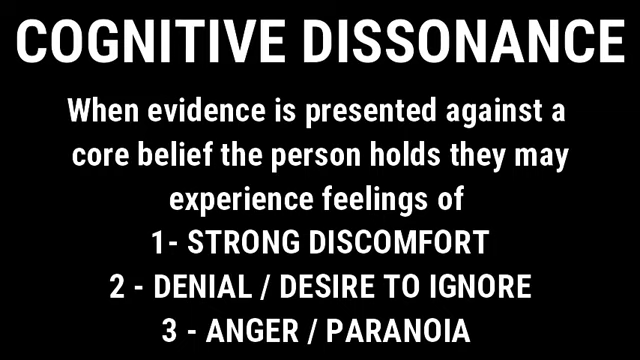 COGNITIVE DISSONANCE
When evidence is presented against a
core belief the person holds they may
experience feelings of
1- STRONG DISCOMFORT
2 - DENIAL / DESIRE TO IGNORE
3 - ANGER / PARANOIA